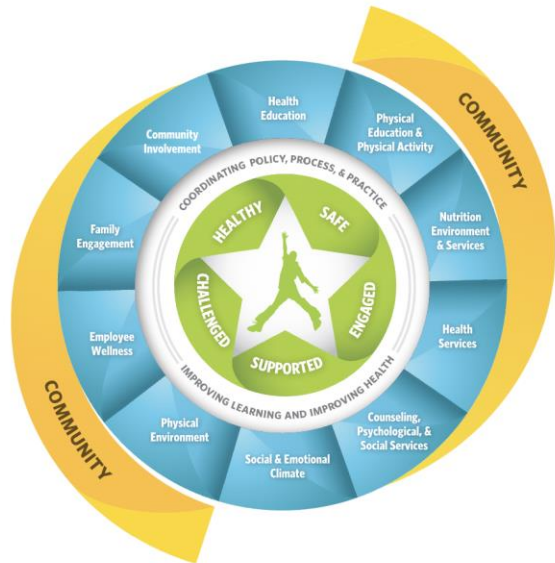 COMMUNITY
Health
Education
Physical
Education &
Physical Activity
Nutrition
Environment
& Services
Health
Services
Counseling,
Psychological, &
Social Services
Social & Emotional
Climate
Physical
Environment
Employee
Wellness
Family
Engagement
Community
Involvement
COORDINATING POLICY, PROCESS, & PRACTICE
IMPROVING LEARNING AND IMPROVING HEALTH
HEALTHY
SAFE
ENGAGED
SUPPORTED
CHALLENGED
COMMUNITY